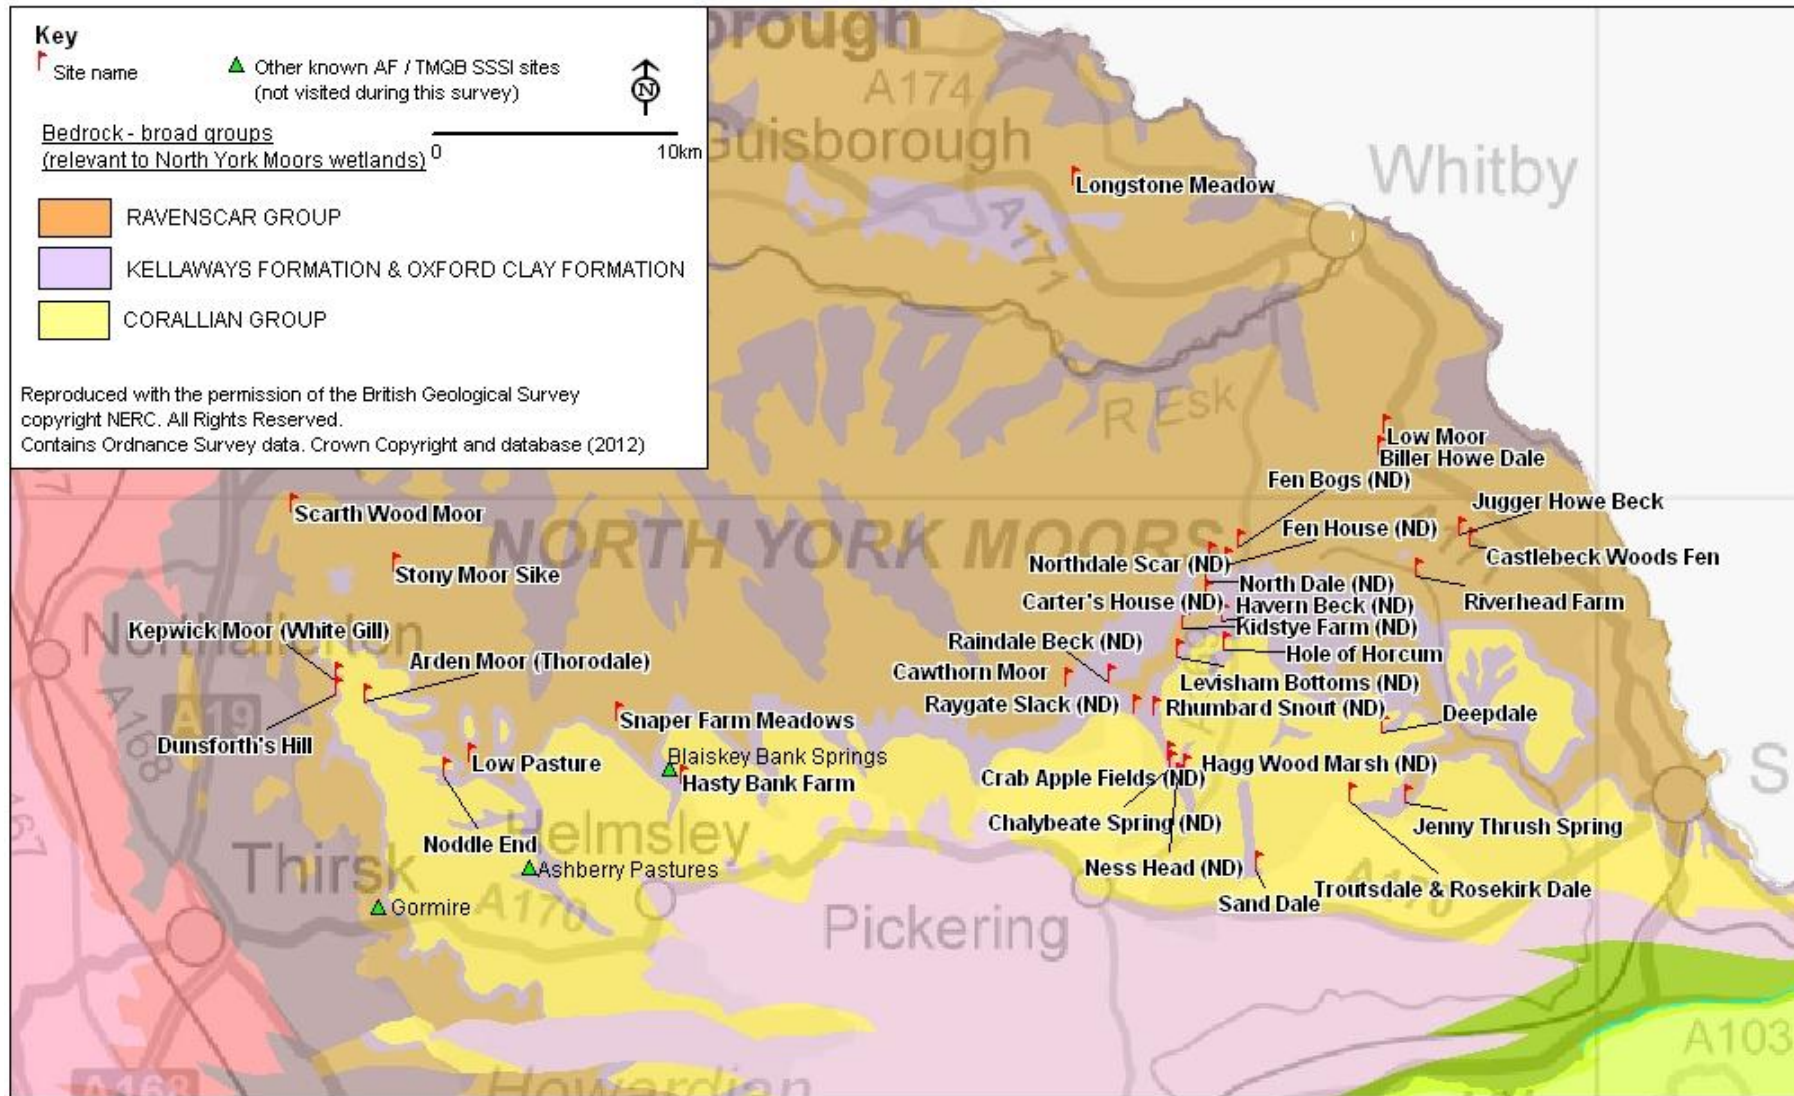 Key
Site name
Other known AF / TMQB SSSI sites
(not visited during this survey)
N
Bedrock - broad groups
(relevant to North York Moors wetlands)
0
10km
RAVENSCAR GROUP
KELLAWAYS FORMATION & OXFORD CLAY FORMATION
CORALLIAN GROUP
Reproduced with the permission of the British Geological Survey
copyright NERC. All Rights Reserved.
Contains Ordnance Survey data. Crown Copyright and database (2012)
orough
A174
Guisborough
Whitby
Longstone Meadow
A171
R Esk
Low Moor
Biller Howe Dale
Fen Bogs (ND)
Jugger Howe Beck
Scarth Wood Moor
NORTH YORK MOORS
Fen House (ND)
Castlebeck Woods Fen
Northdale Scar (ND)
Stony Moor Sike
North Dale (ND)
Carter's House (ND)
Havern Beck (ND)
Riverhead Farm
Northallerton
Kepwick Moor (White Gill)
Kidstye Farm (ND)
Raindale Beck (ND)
Hole of Horcum
Arden Moor (Thorodale)
Cawthorn Moor
Levisham Bottoms (ND)
A168
A19
Raygate Slack (ND)
Rhumbard Snout (ND)
Deepdale
Snaper Farm Meadows
Dunsforth's Hill
Blaiskey Bank Springs
Low Pasture
Hagg Wood Marsh (ND)
Crab Apple Fields (ND)
Hasty Bank Farm
S
Chalybeate Spring (ND)
Jenny Thrush Spring
Helmsley
Noddle End
Thirsk
Ashberry Pastures
Ness Head (ND)
Troutsdale & Rosekirk Dale
Sand Dale
A170
Gormire
A170
Pickering
A103
A168
Howardian